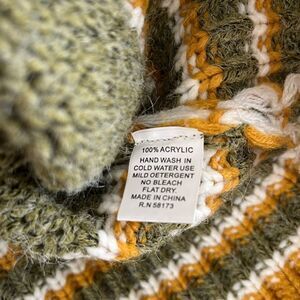 100% ACRYLIC
HAND WASH IN
COLD WATER USE
MILD DETERGENT
NO BLEACH
FLAT DRY.
MADE IN CHINA
R.N 58173